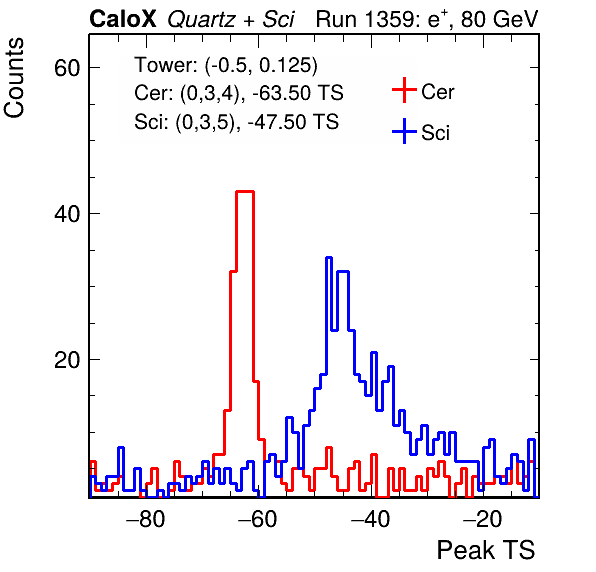 CaloX Quartz + Sci Run 1359: e⁺, 80 GeV
Counts
Tower: (-0.5, 0.125)
Cer: (0,3,4), -63.50 TS
Sci: (0,3,5), -47.50 TS
Cer
Sci
60
40
20
−80 −60 −40 −20
Peak TS